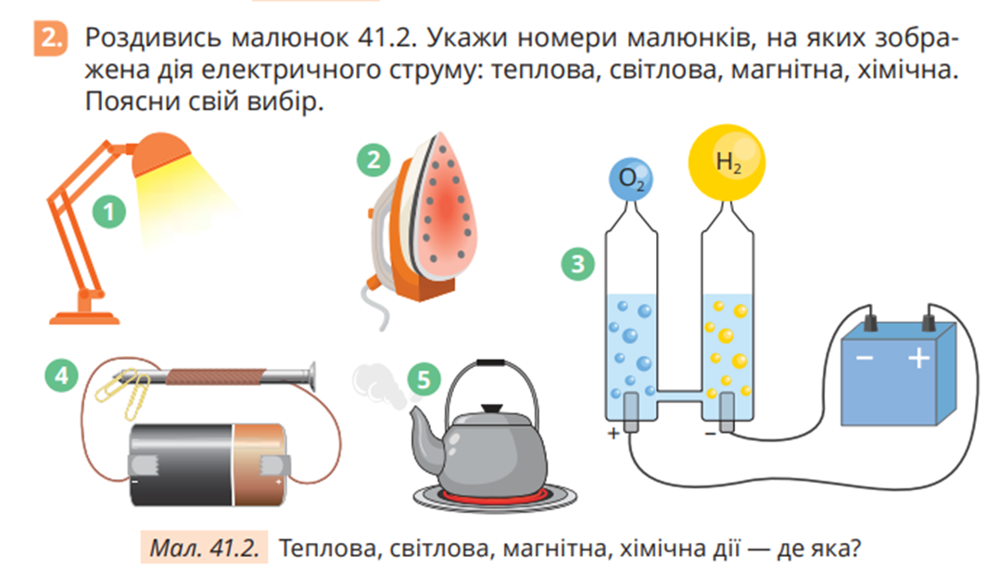 2. Роздивись малюнок 41.2. Укажи номери малюнків, на яких зобра-
жена дія електричного струму: теплова, світлова, магнітна, хімічна.
Поясни свій вибір.
1
2
O₂
H₂
3
4
5
− +
+ −
− +
Мал. 41.2. Теплова, світлова, магнітна, хімічна дії — де яка?